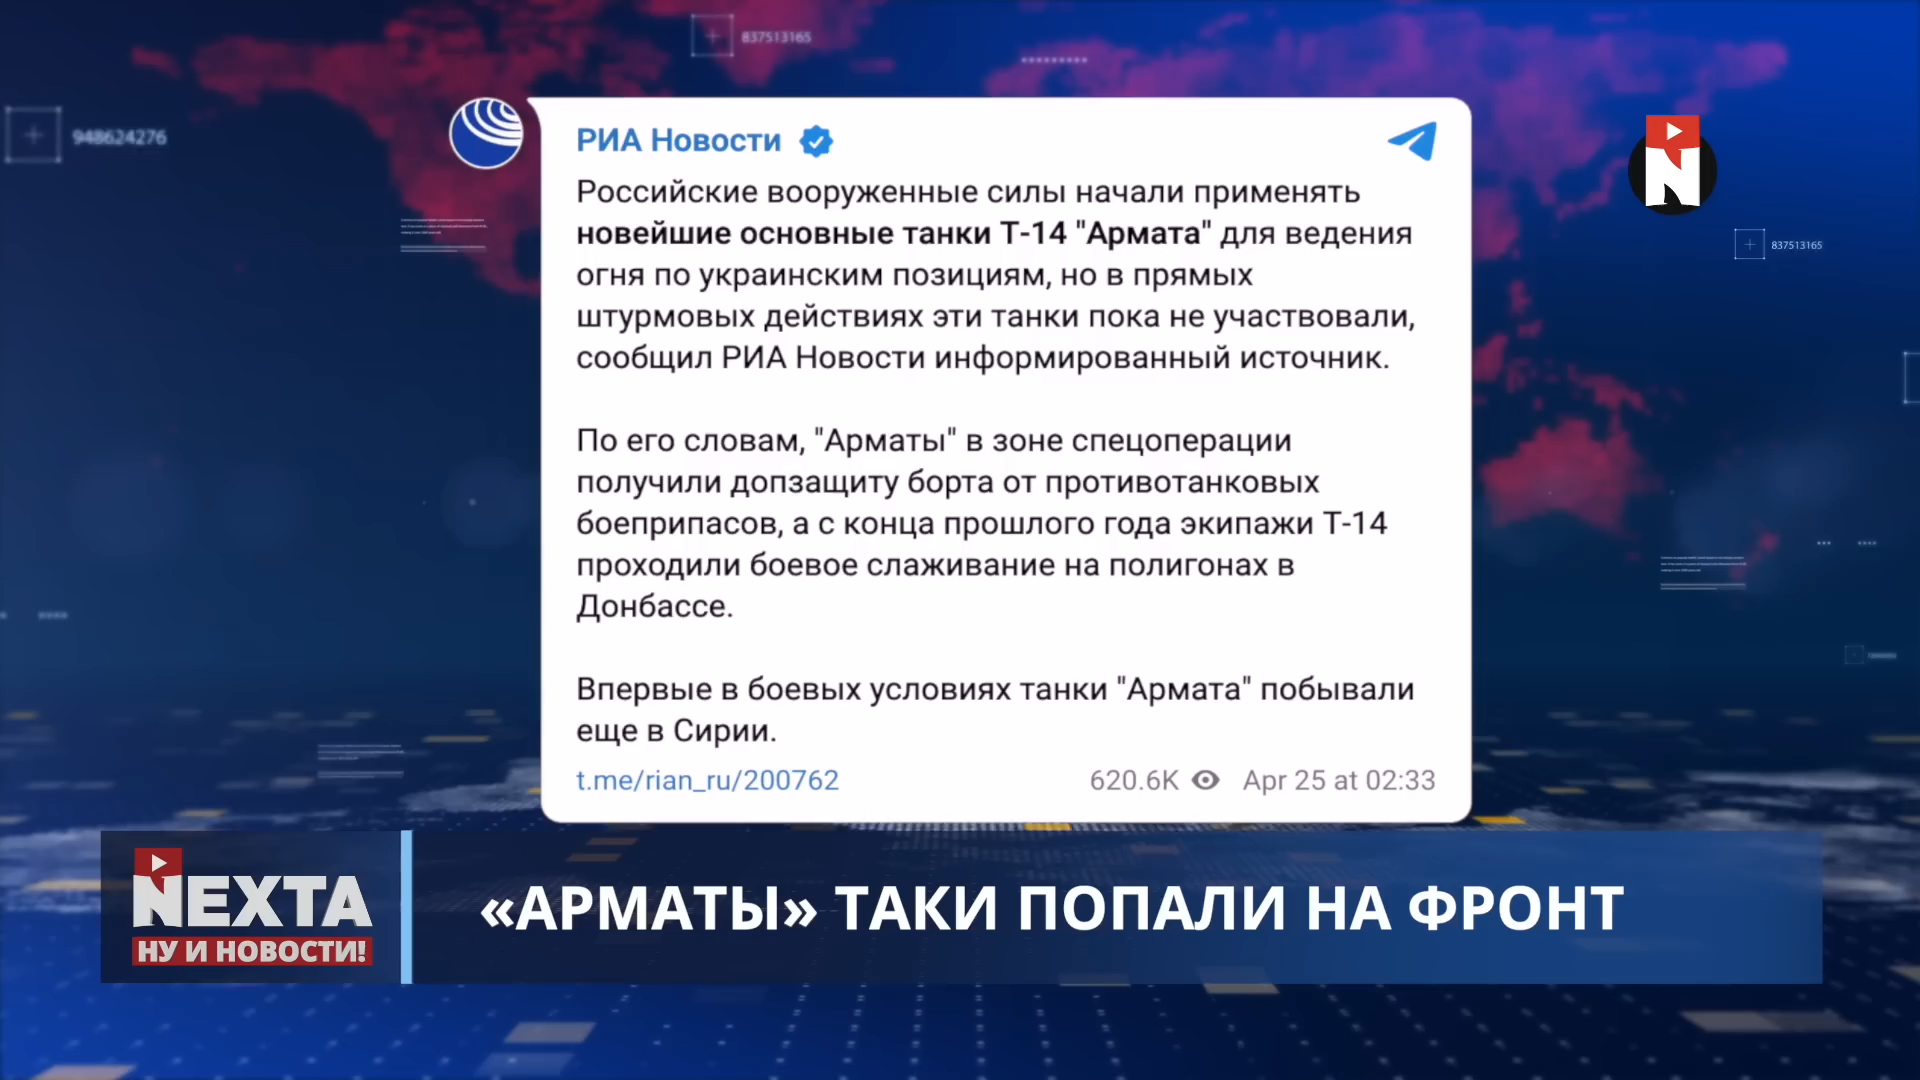 837513165
948624276
РИА Новости
Российские вооруженные силы начали применять
новейшие основные танки Т-14 "Армата" для ведения
огня по украинским позициям, но в прямых
штурмовых действиях эти танки пока не участвовали,
сообщил РИА Новости информированный источник.
По его словам, "Арматы" в зоне спецоперации
получили допзащиту борта от противотанковых
боеприпасов, а с конца прошлого года экипажи Т-14
проходили боевое слаживание на полигонах в
Донбассе.
Впервые в боевых условиях танки "Армата" побывали
еще в Сирии.
t.me/rian_ru/200762 620.6K Apr 25 at 02:33
N
837513165
NEXTA
НУ И НОВОСТИ!
«АРМАТЫ» ТАКИ ПОПАЛИ НА ФРОНТ